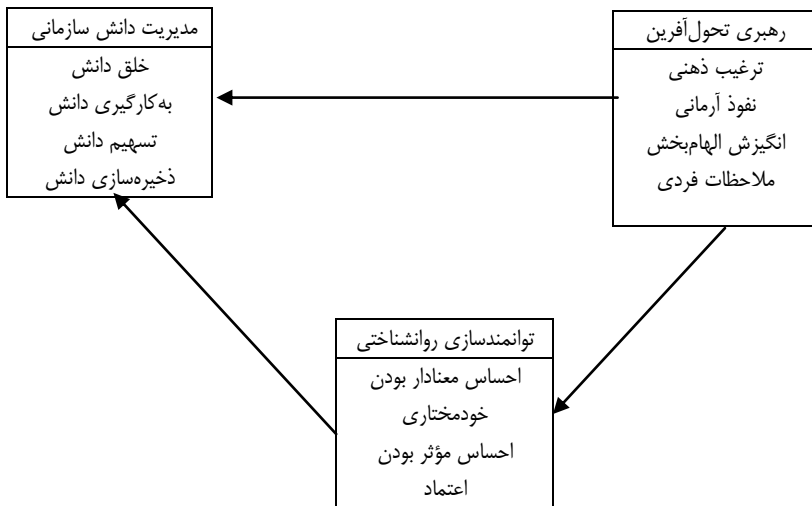 رهبری تحول‌آفرین
ترغیب ذهنی
نفوذ آرمانی
انگیزش الهام‌بخش
ملاحظات فردی
مدیریت دانش سازمانی
خلق دانش
به‌کارگیری دانش
تسهیم دانش
ذخیره‌سازی دانش
توانمندسازی روانشناختی
احساس معنادار بودن
خودمختاری
احساس مؤثر بودن
اعتماد